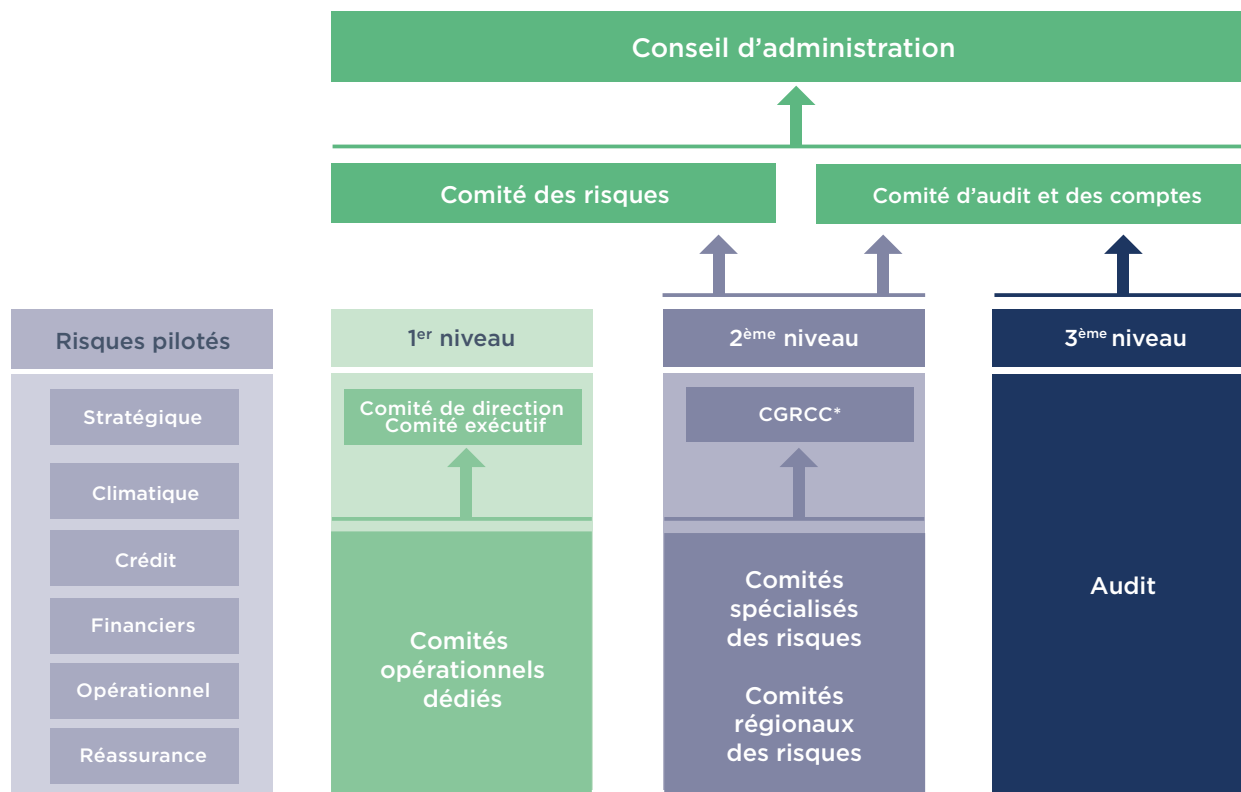 Conseil d’administration
Comité des risques
Comité d’audit et des comptes
Risques pilotés
Stratégique
Climatique
Crédit
Financiers
Opérationnel
Réassurance
1er niveau
Comité de direction
Comité exécutif
Comités
opérationnels
dédiés
2ème niveau
CGRCC*
Comités
spécialisés
des risques
Comités
régionaux
des risques
3ème niveau
Audit